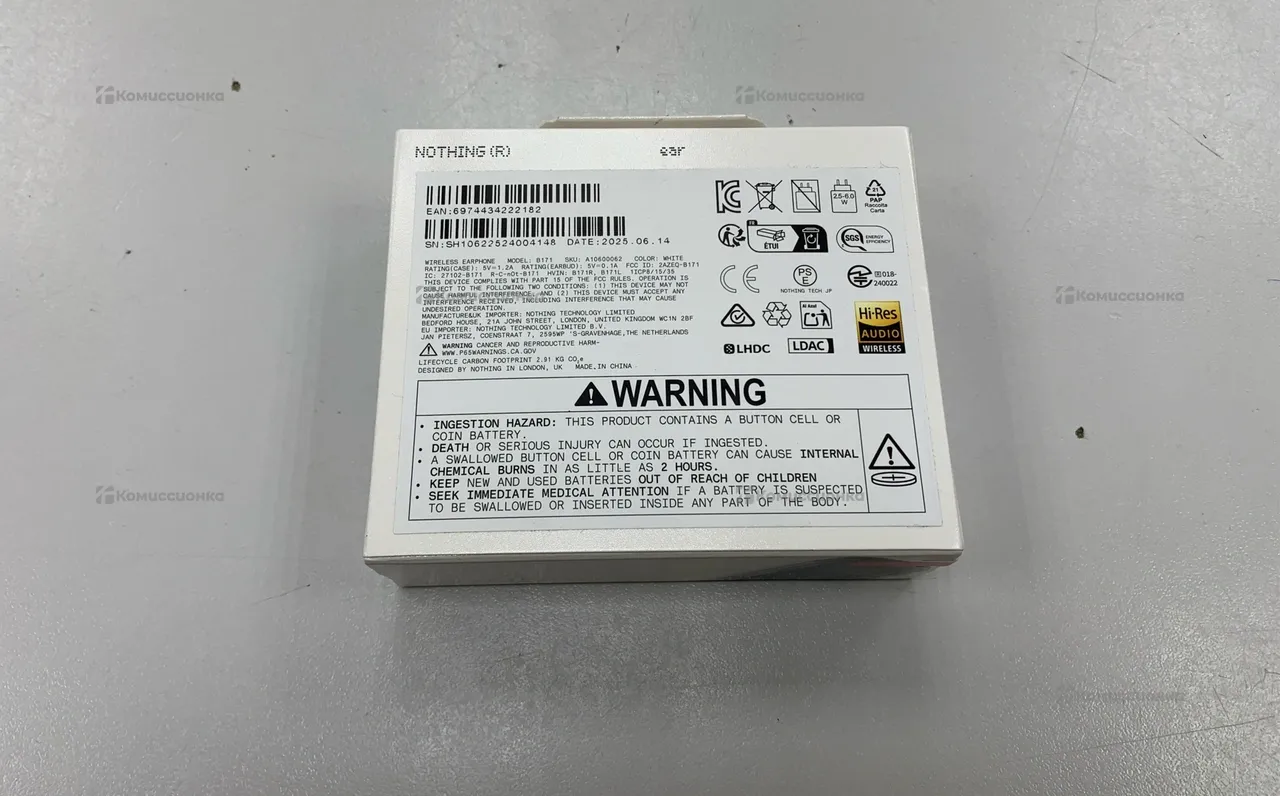 Комиссионка
Комиссионка
NOTHING (R)
ear
EAN:6974434222182
SN:SH10622524004148 DATE:2025.06.14
WIRELESS EARPHONE MODEL: B171 SKU: A10600062 COLOR: WHITE
RATING(CASE): 5V⎓1.2A RATING(EARBUD): 5V⎓0.1A FCC ID: 2AZEQ-B171
IC: 27102-B171 R-C-nOt-B171 HVIN: B171R, B171L 1ICP8/15/35
THIS DEVICE COMPLIES WITH PART 15 OF THE FCC RULES. OPERATION IS
SUBJECT TO THE FOLLOWING TWO CONDITIONS: (1) THIS DEVICE MAY NOT
CAUSE HARMFUL INTERFERENCE, AND (2) THIS DEVICE MUST ACCEPT ANY
INTERFERENCE RECEIVED, INCLUDING INTERFERENCE THAT MAY CAUSE
UNDESIRED OPERATION.
MANUFACTURE&UK IMPORTER: NOTHING TECHNOLOGY LIMITED
BEDFORD HOUSE, 21A JOHN STREET, LONDON, UNITED KINGDOM WC1N 2BF
EU IMPORTER: NOTHING TECHNOLOGY LIMITED B.V.
JAN PIETERSZ, COENSTRAAT 7, 2595WP 'S-GRAVENHAGE,THE NETHERLANDS
WARNING CANCER AND REPRODUCTIVE HARM-
WWW.P65WARNINGS.CA.GOV
LIFECYCLE CARBON FOOTPRINT 2.91 KG CO₂e
DESIGNED BY NOTHING IN LONDON, UK MADE IN CHINA
2.5-6.0
W
21
PAP
Raccolta
Carta
FR
ÉTUI
SGS ENERGY
EFFICIENCY
CE
PS
E
NOTHING TECH JP
018-
240022
Hi-Res
AUDIO
WIRELESS
LHDC
LDAC
Комиссионка
Комиссионка
WARNING
• INGESTION HAZARD: THIS PRODUCT CONTAINS A BUTTON CELL OR
COIN BATTERY.
• DEATH OR SERIOUS INJURY CAN OCCUR IF INGESTED.
• A SWALLOWED BUTTON CELL OR COIN BATTERY CAN CAUSE INTERNAL
CHEMICAL BURNS IN AS LITTLE AS 2 HOURS.
• KEEP NEW AND USED BATTERIES OUT OF REACH OF CHILDREN
• SEEK IMMEDIATE MEDICAL ATTENTION IF A BATTERY IS SUSPECTED
TO BE SWALLOWED OR INSERTED INSIDE ANY PART OF THE BODY.
Комиссионка
Комиссионка
Комиссионка